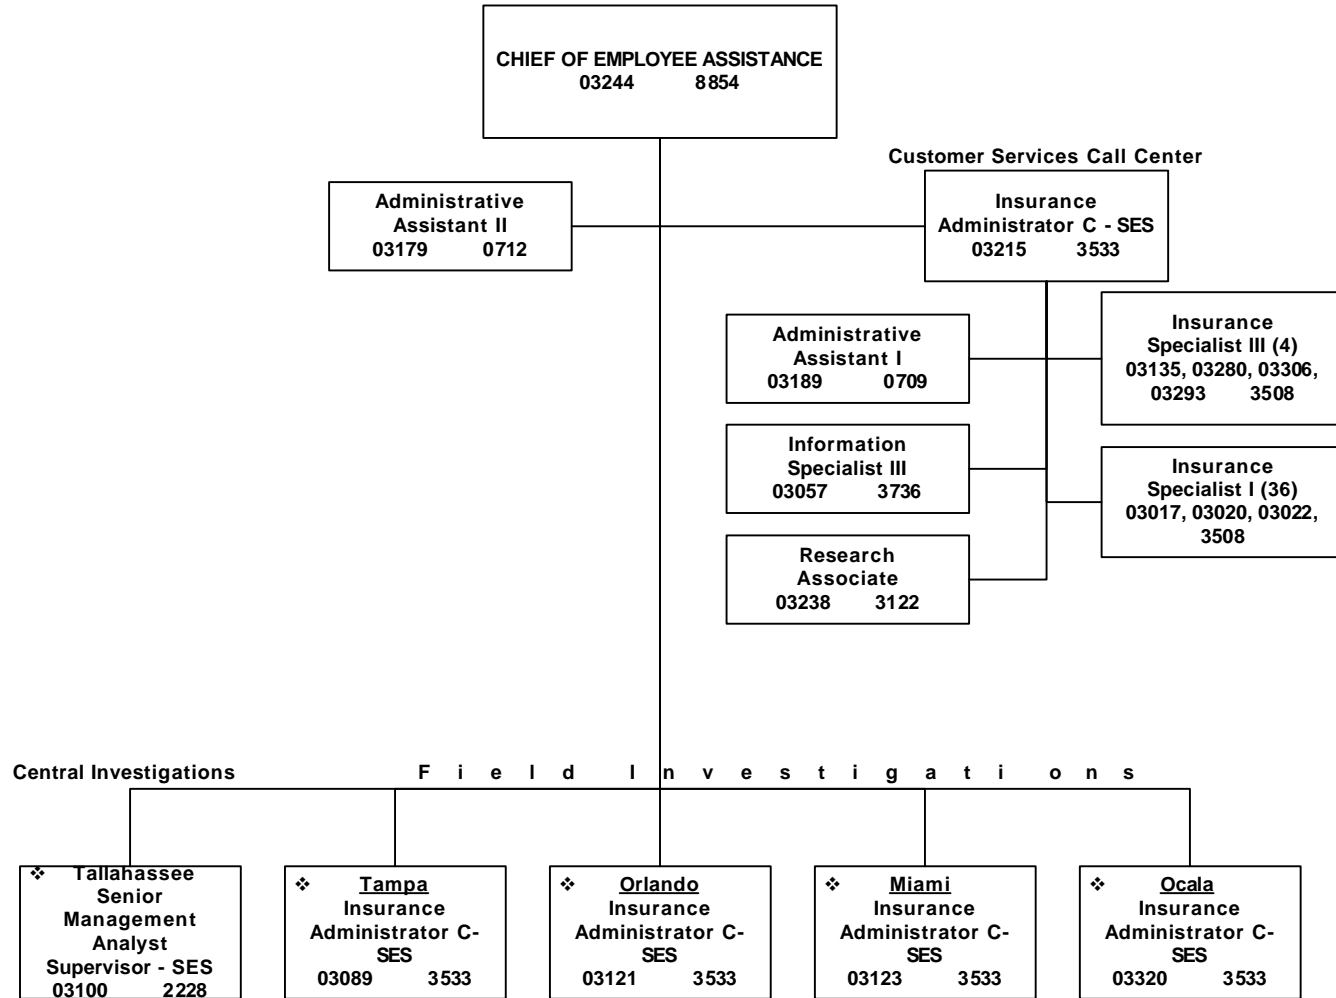 CHIEF OF EMPLOYEE ASSISTANCE
03244 8854
Customer Services Call Center
Administrative
Assistant II
03179 0712
Insurance
Administrator C - SES
03215 3533
Administrative
Assistant I
03189 0709
Insurance
Specialist III (4)
03135, 03280, 03306,
03293 3508
Information
Specialist III
03057 3736
Insurance
Specialist I (36)
03017, 03020, 03022,
3508
Research
Associate
03238 3122
Central Investigations
F i e l d I n v e s t i g a t i o n s
❖ Tallahassee
Senior
Management
Analyst
Supervisor - SES
03100 2228
❖ Tampa
Insurance
Administrator C-
SES
03089 3533
❖ Orlando
Insurance
Administrator C-
SES
03121 3533
❖ Miami
Insurance
Administrator C-
SES
03123 3533
❖ Ocala
Insurance
Administrator C-
SES
03320 3533